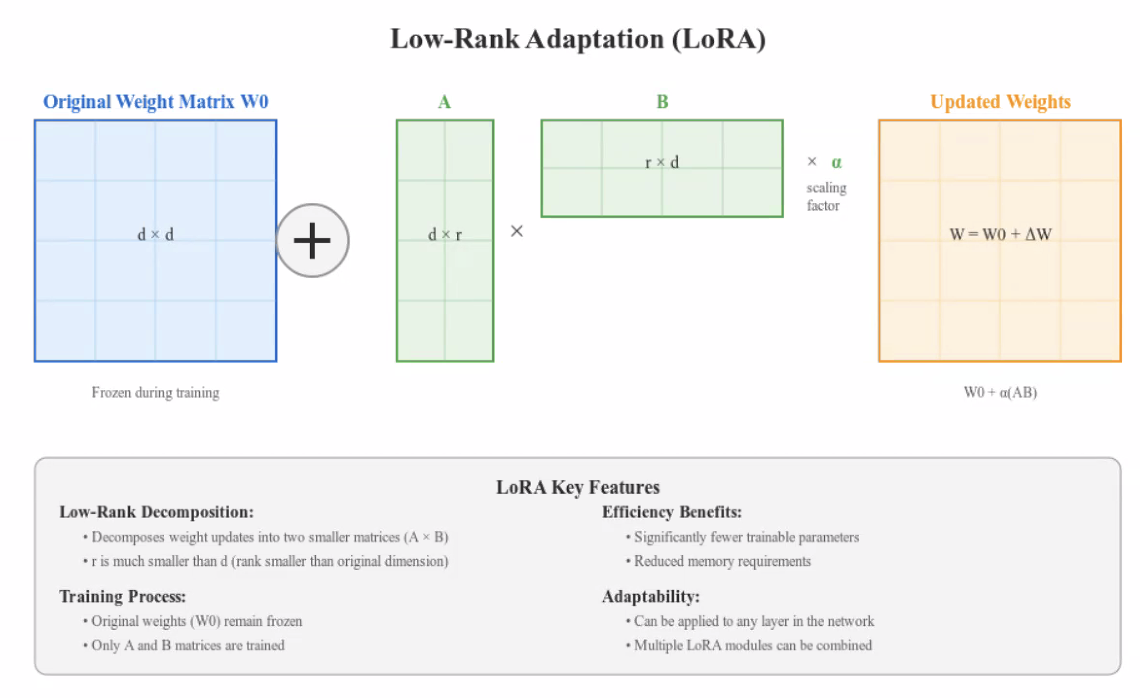 Low-Rank Adaptation (LoRA)
Original Weight Matrix W0
A
B
Updated Weights
d × d
+
d × r
×
r × d
× α
scaling
factor
W = W0 + ΔW
Frozen during training
W0 + α(AB)
LoRA Key Features
Low-Rank Decomposition:
• Decomposes weight updates into two smaller matrices (A × B)
• r is much smaller than d (rank smaller than original dimension)
Training Process:
• Original weights (W0) remain frozen
• Only A and B matrices are trained
Efficiency Benefits:
• Significantly fewer trainable parameters
• Reduced memory requirements
Adaptability:
• Can be applied to any layer in the network
• Multiple LoRA modules can be combined